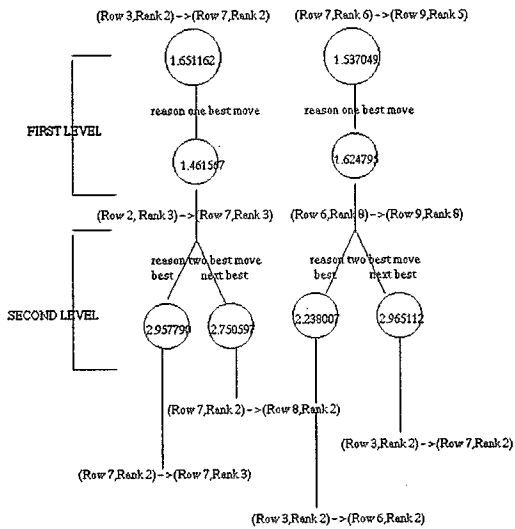 (Row 3,Rank 2)->(Row 7,Rank 2) (Row 7,Rank 6)->(Row 9,Rank 5)
1.651162 1.537049
reason one best move reason one best move
FIRST LEVEL
1.461567 1.624795
(Row 2, Rank 3)->(Row 7,Rank 3) (Row 6,Rank 8)->(Row 9,Rank 8)
reason two best move reason two best move
best next best best next best
SECOND LEVEL
2.957790 2.750597 2.238007 2.965112
(Row 7,Rank 2)->(Row 8,Rank 2)
(Row 3,Rank 2)->(Row 7,Rank 2)
(Row 7,Rank 2)->(Row 7,Rank 3)
(Row 3,Rank 2)->(Row 6,Rank 2)